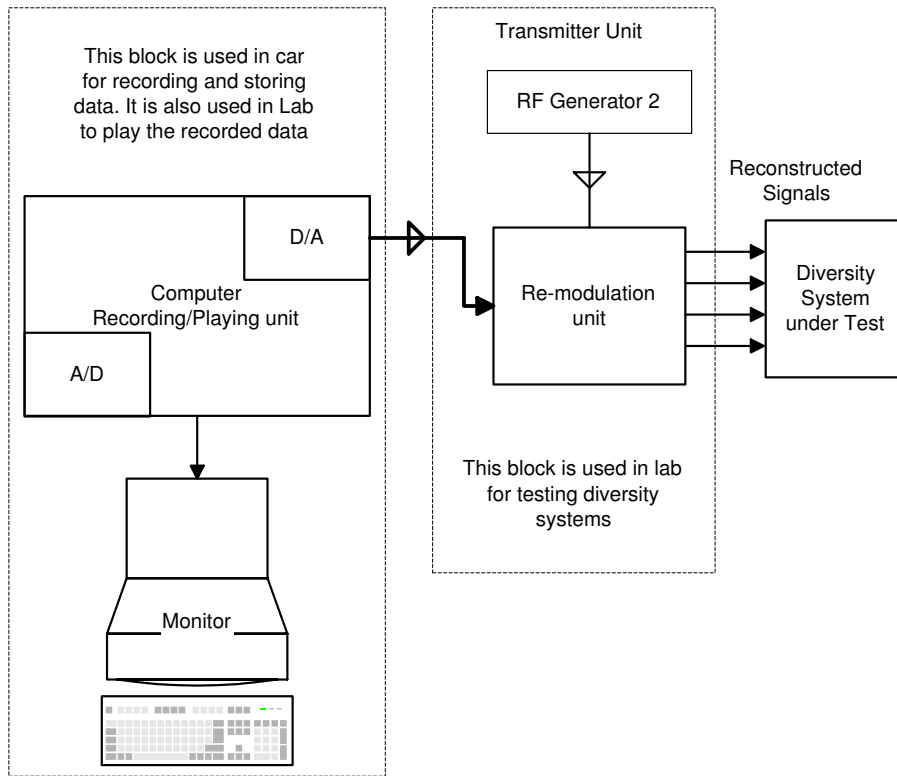 This block is used in car
for recording and storing
data. It is also used in Lab
to play the recorded data
D/A
Computer
Recording/Playing unit
A/D
Monitor
Transmitter Unit
RF Generator 2
Re-modulation
unit
This block is used in lab
for testing diversity
systems
Reconstructed
Signals
Diversity
System
under Test